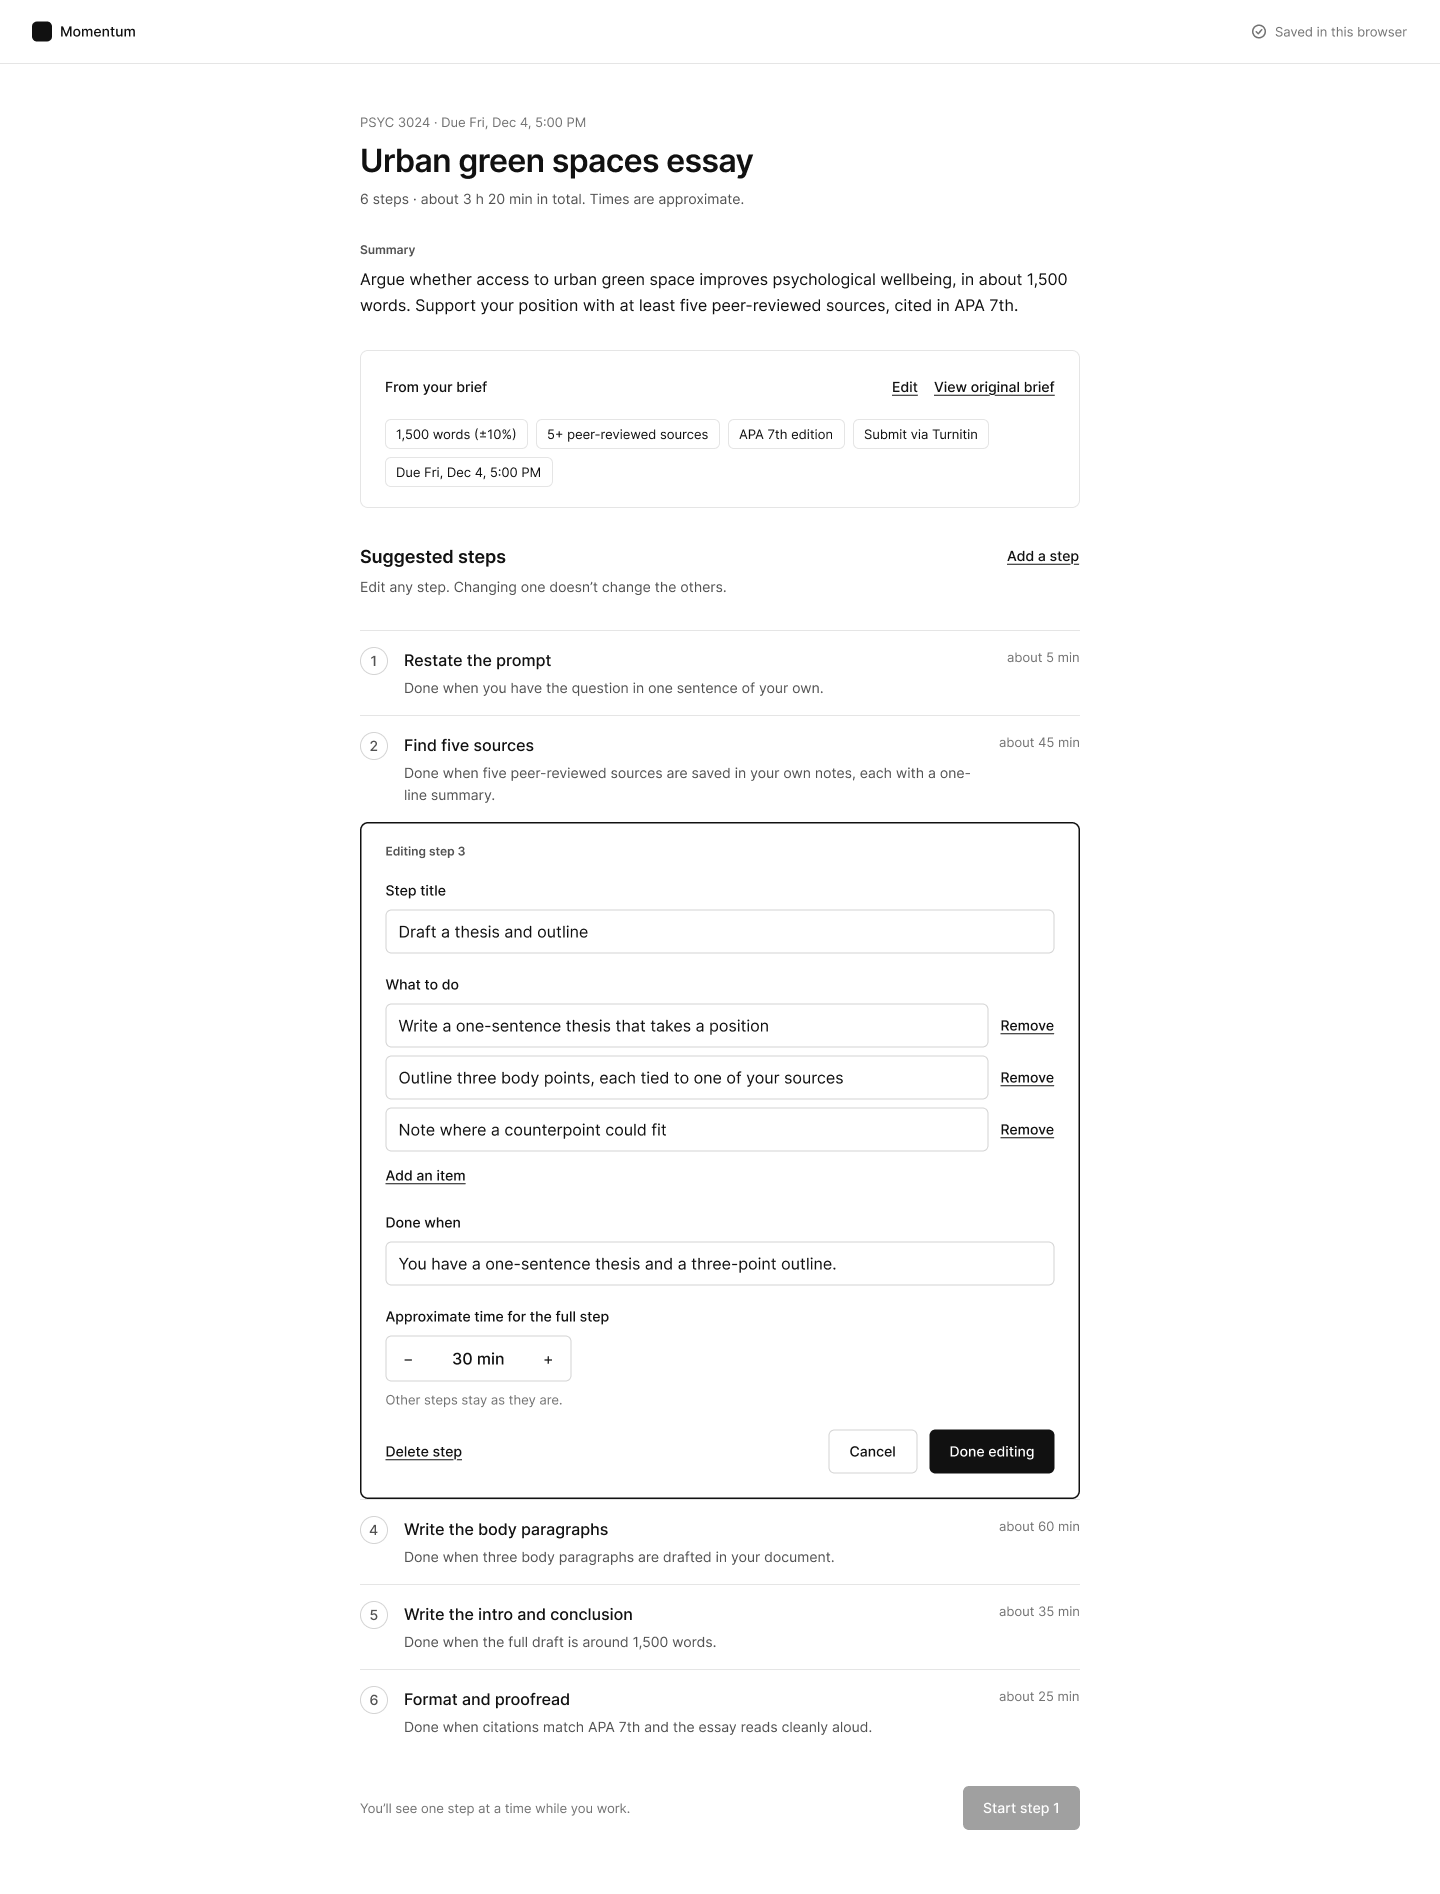 Momentum
Saved in this browser
PSYC 3024 · Due Fri, Dec 4, 5:00 PM
Urban green spaces essay
6 steps · about 3 h 20 min in total. Times are approximate.
Summary
Argue whether access to urban green space improves psychological wellbeing, in about 1,500
words. Support your position with at least five peer-reviewed sources, cited in APA 7th.
From your brief
Edit
View original brief
1,500 words (±10%)
5+ peer-reviewed sources
APA 7th edition
Submit via Turnitin
Due Fri, Dec 4, 5:00 PM
Suggested steps
Add a step
Edit any step. Changing one doesn’t change the others.
1
Restate the prompt
about 5 min
Done when you have the question in one sentence of your own.
2
Find five sources
about 45 min
Done when five peer-reviewed sources are saved in your own notes, each with a one-
line summary.
Editing step 3
Step title
Draft a thesis and outline
What to do
Write a one-sentence thesis that takes a position
Remove
Outline three body points, each tied to one of your sources
Remove
Note where a counterpoint could fit
Remove
Add an item
Done when
You have a one-sentence thesis and a three-point outline.
Approximate time for the full step
– 30 min +
Other steps stay as they are.
Delete step
Cancel
Done editing
4
Write the body paragraphs
about 60 min
Done when three body paragraphs are drafted in your document.
5
Write the intro and conclusion
about 35 min
Done when the full draft is around 1,500 words.
6
Format and proofread
about 25 min
Done when citations match APA 7th and the essay reads cleanly aloud.
You’ll see one step at a time while you work.
Start step 1